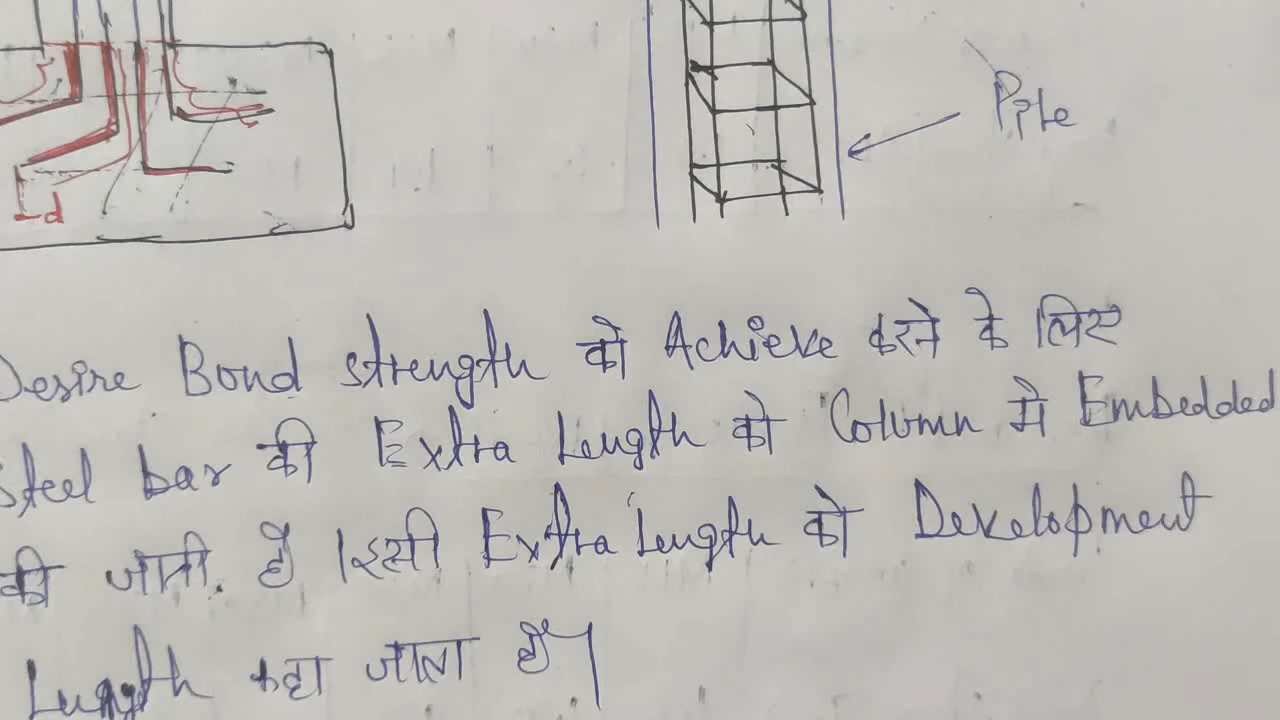 d
Pile
Desire Bond strength को Achieve करने के लिए
Steel bar की Extra Length को Column मे Embedded
की जाती है। इसी Extra Length को Development
Length कहा जाता है।